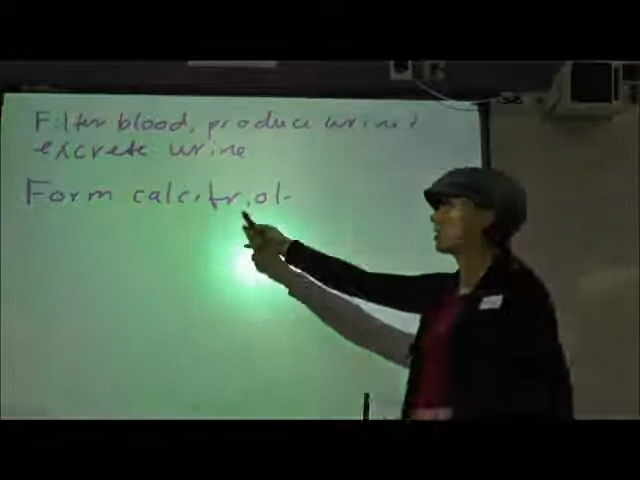 Filter blood, produce urine &
excrete urine
Form calcitriol-